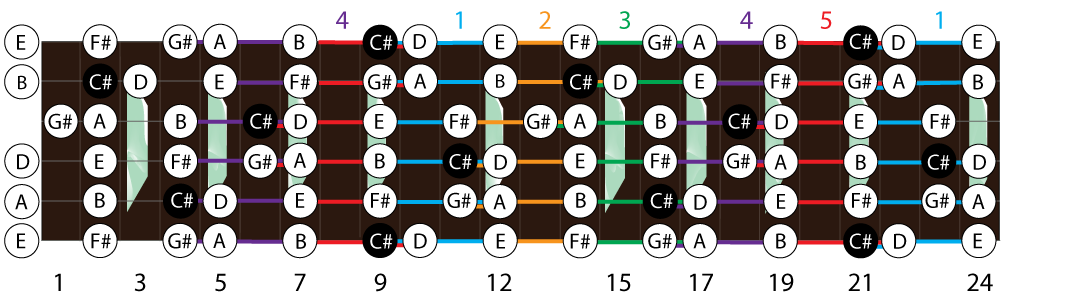 4 1 2 3 4 5 1
E F# G# A B C# D E F# G# A B C# D E
B C# D E F# G# A B C# D E F# G# A B
G# A B C# D E F# G# A B C# D E F#
D E F# G# A B C# D E F# G# A B C# D
A B C# D E F# G# A B C# D E F# G# A
E F# G# A B C# D E F# G# A B C# D E
1 3 5 7 9 12 15 17 19 21 24